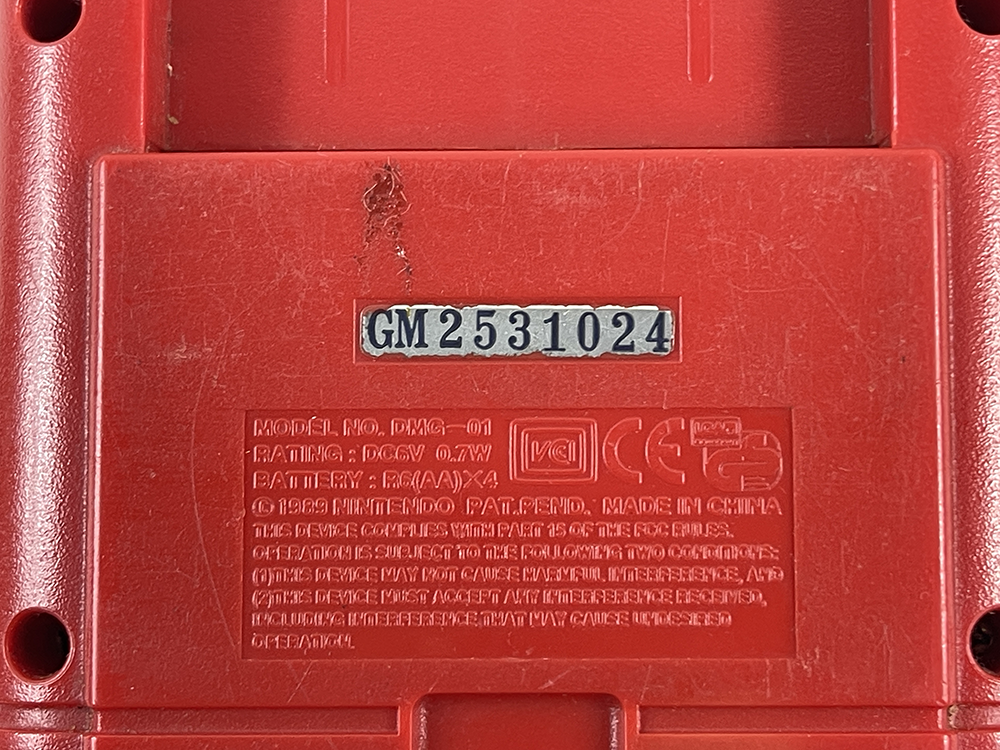 GM2531024
MODEL NO. DMG-01
RATING : DC6V 0.7W
BATTERY : R6(AA)X4
VCI
CE
© 1989 NINTENDO PAT.PEND. MADE IN CHINA
THIS DEVICE COMPLIES WITH PART 15 OF THE FCC RULES.
OPERATION IS SUBJECT TO THE FOLLOWING TWO CONDITIONS:
(1)THIS DEVICE MAY NOT CAUSE HARMFUL INTERFERENCE, AND
(2)THIS DEVICE MUST ACCEPT ANY INTERFERENCE RECEIVED,
INCLUDING INTERFERENCE THAT MAY CAUSE UNDESIRED
OPERATION.